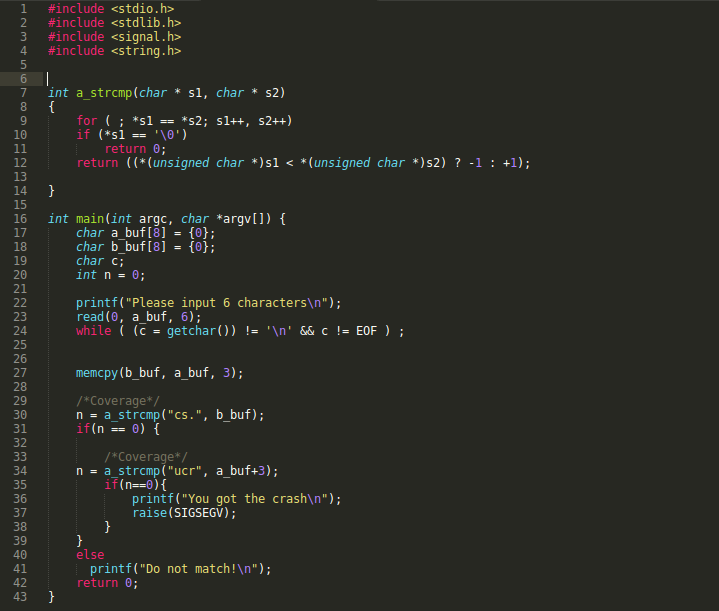 1 #include <stdio.h>
2 #include <stdlib.h>
3 #include <signal.h>
4 #include <string.h>
5
6
7 int a_strcmp(char * s1, char * s2)
8 {
9     for ( ; *s1 == *s2; s1++, s2++)
10     if (*s1 == '\0')
11         return 0;
12     return ((*(unsigned char *)s1 < *(unsigned char *)s2) ? -1 : +1);
13
14 }
15
16 int main(int argc, char *argv[]) {
17     char a_buf[8] = {0};
18     char b_buf[8] = {0};
19     char c;
20     int n = 0;
21
22     printf("Please input 6 characters\n");
23     read(0, a_buf, 6);
24     while ( (c = getchar()) != '\n' && c != EOF ) ;
25
26
27     memcpy(b_buf, a_buf, 3);
28
29     /*Coverage*/
30     n = a_strcmp("cs.", b_buf);
31     if(n == 0) {
32
33         /*Coverage*/
34     n = a_strcmp("ucr", a_buf+3);
35         if(n==0){
36             printf("You got the crash\n");
37             raise(SIGSEGV);
38         }
39     }
40     else
41       printf("Do not match!\n");
42     return 0;
43 }